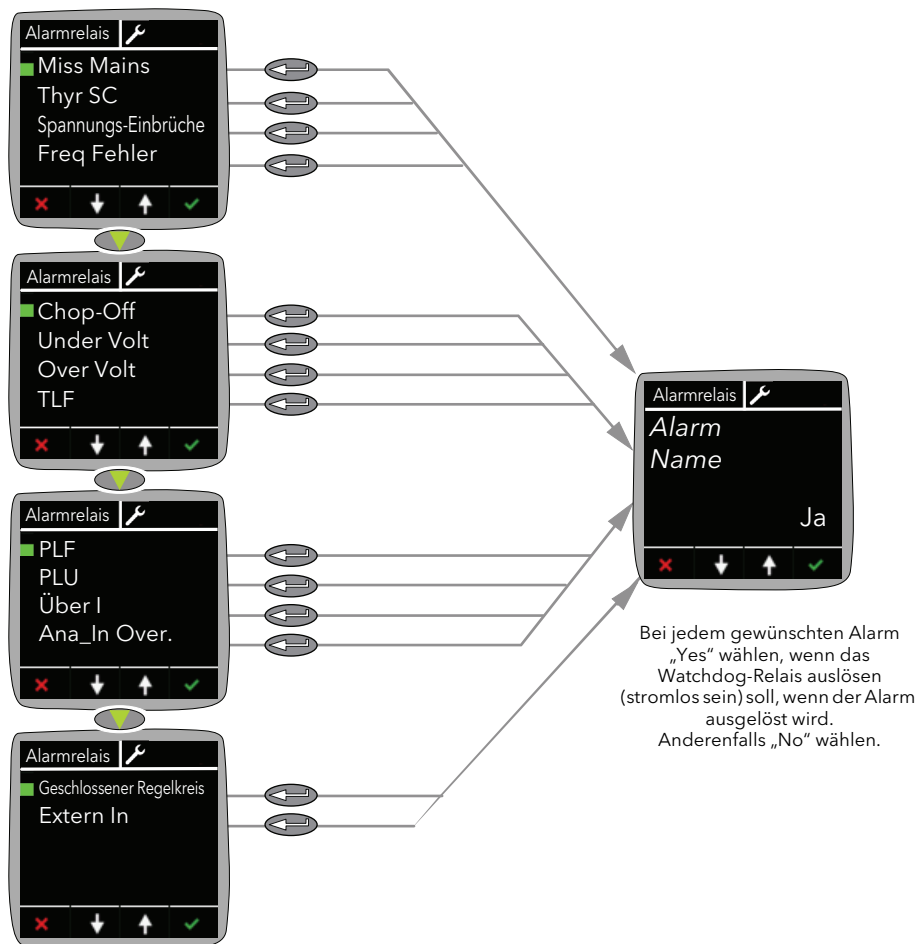 Alarmrelais
Miss Mains
Thyr SC
Spannungs-Einbrüche
Freq Fehler
Alarmrelais
Chop-Off
Under Volt
Over Volt
TLF
Alarmrelais
PLF
PLU
Über I
Ana_In Over.
Alarmrelais
Geschlossener Regelkreis
Extern In
Alarmrelais
Alarm
Name
Ja
Bei jedem gewünschten Alarm
„Yes“ wählen, wenn das
Watchdog-Relais auslösen
(stromlos sein) soll, wenn der Alarm
ausgelöst wird.
Anderenfalls „No“ wählen.